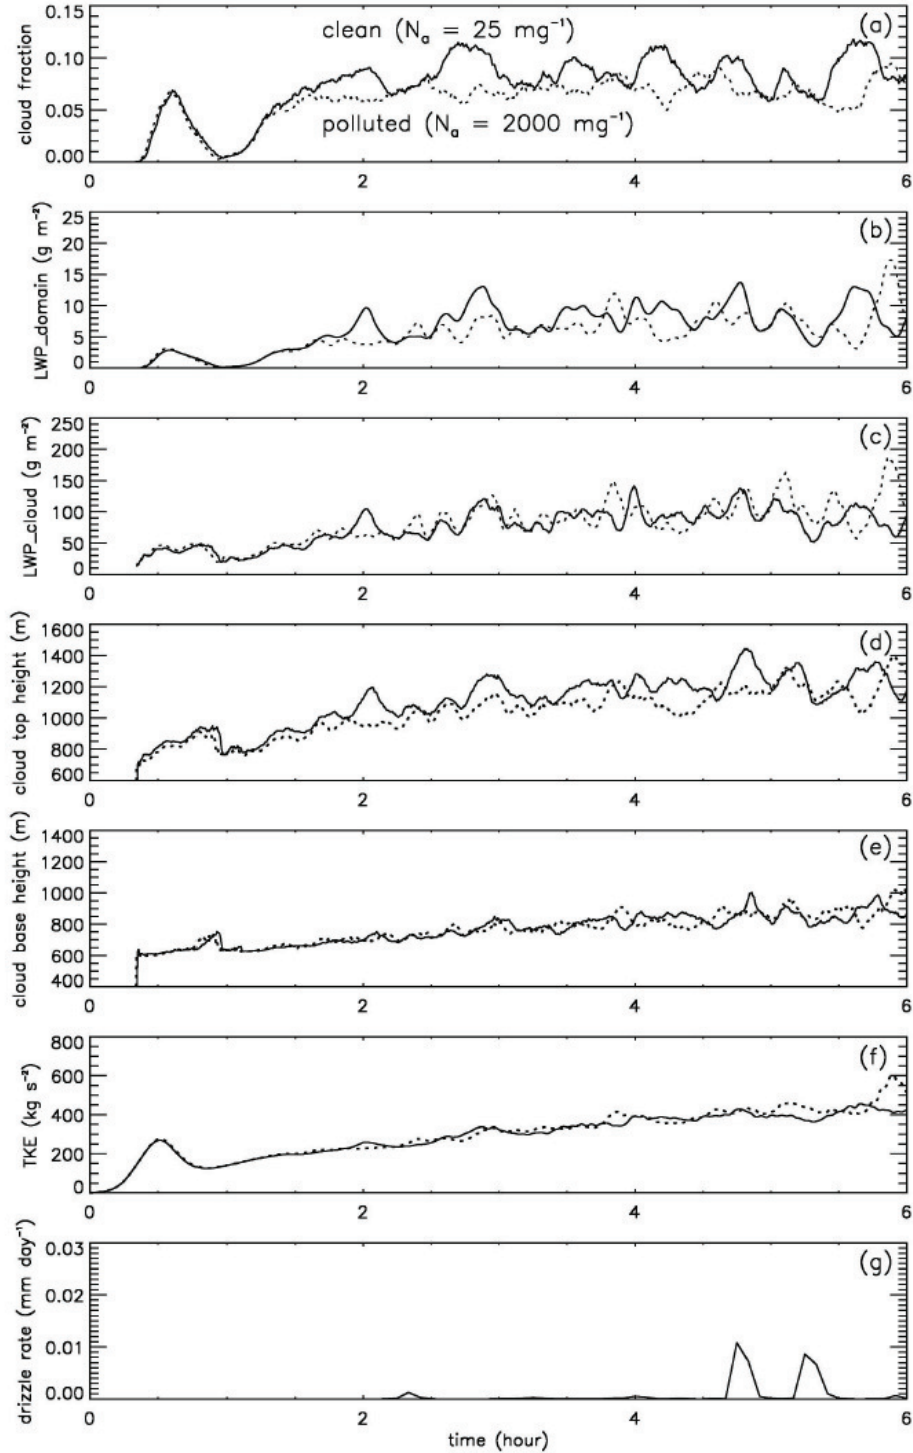 0.15
0.10
0.05
0.00
cloud fraction
clean (Nₐ = 25 mg⁻¹)
polluted (Nₐ = 2000 mg⁻¹)
(a)
0 2 4 6
25
20
15
10
5
0
LWP_domain (g m⁻²)
(b)
0 2 4 6
250
200
150
100
50
0
LWP_cloud (g m⁻²)
(c)
0 2 4 6
1600
1400
1200
1000
800
600
cloud top height (m)
(d)
0 2 4 6
1400
1200
1000
800
600
400
cloud base height (m)
(e)
0 2 4 6
800
600
400
200
0
TKE (kg s⁻²)
(f)
0 2 4 6
0.03
0.02
0.01
0.00
drizzle rate (mm day⁻¹)
(g)
0 2 4 6
time (hour)